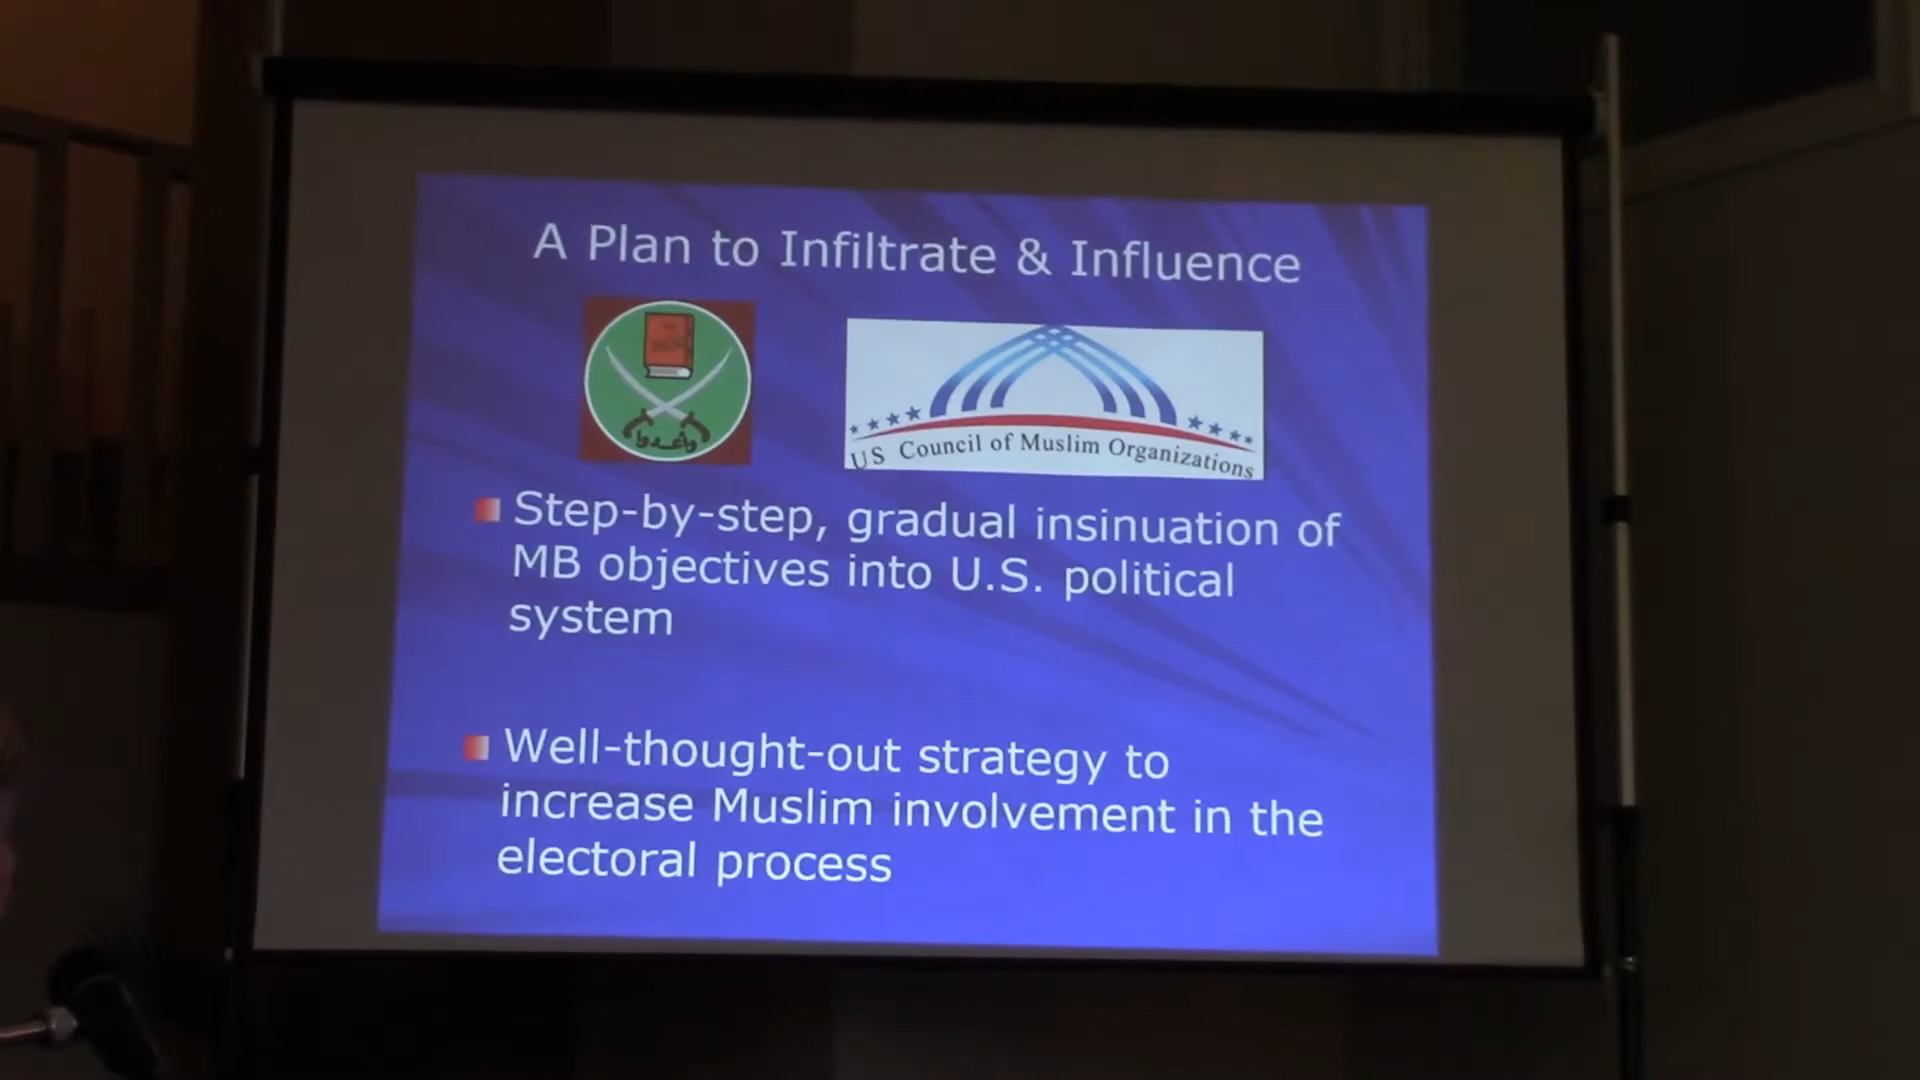 A Plan to Infiltrate & Influence
وأعدوا
US Council of Muslim Organizations
Step-by-step, gradual insinuation of
MB objectives into U.S. political
system
Well-thought-out strategy to
increase Muslim involvement in the
electoral process